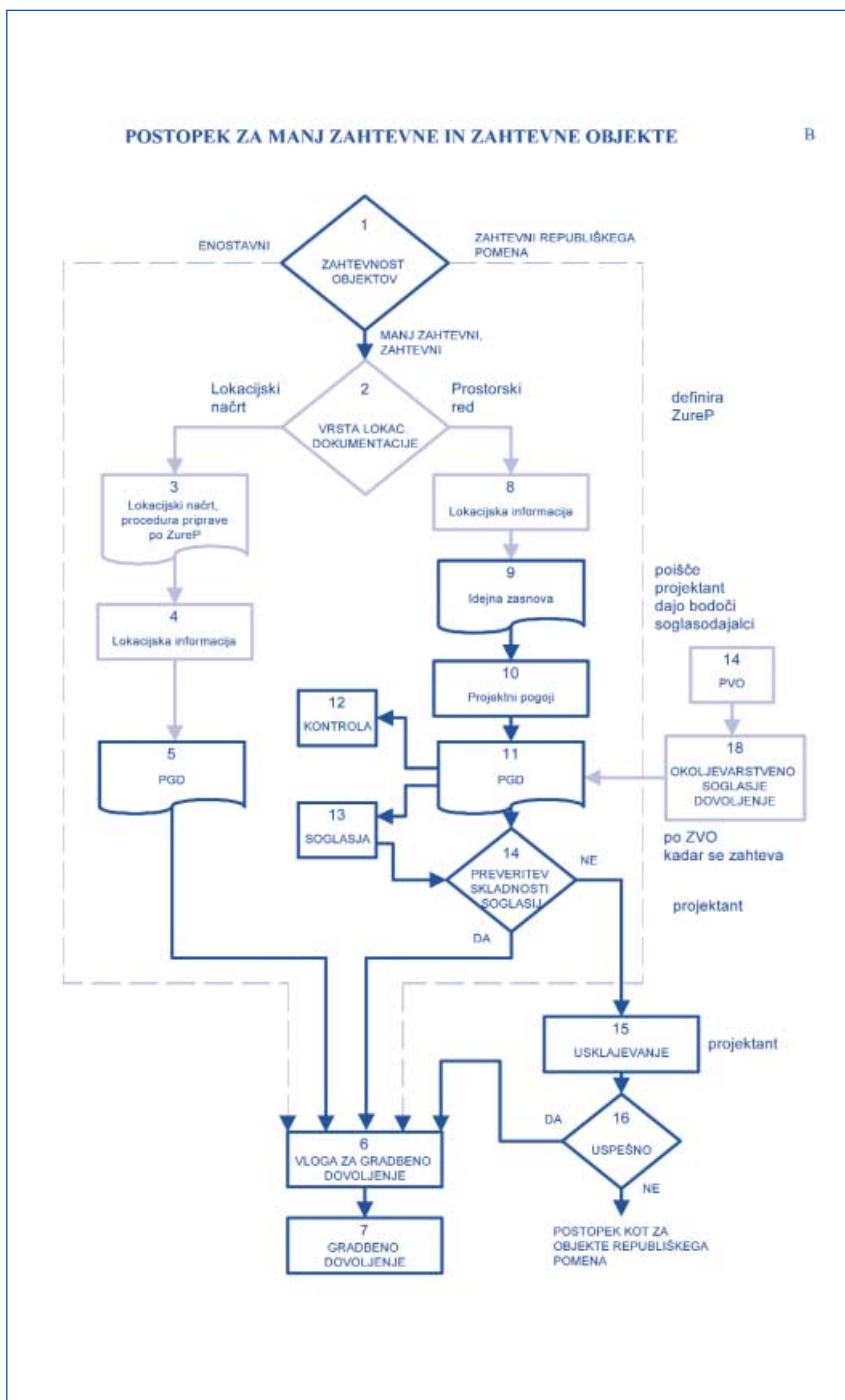 POSTOPEK ZA MANJ ZAHTEVNE IN ZAHTEVNE OBJEKTE
B
1
ZAHTEVNOST
OBJEKTOV
ENOSTAVNI
ZAHTEVNI REPUBLIŠKEGA
POMENA
MANJ ZAHTEVNI,
ZAHTEVNI
2
VRSTA LOKAC.
DOKUMENTACIJE
Lokacijski
načrt
Prostorski
red
definira
ZureP
3
Lokacijski načrt,
procedura priprave
po ZureP
8
Lokacijska informacija
9
Idejna zasnova
4
Lokacijska informacija
poišče
projektant
dajo bodoči
soglasodajalci
10
Projektni pogoji
14
PVO
12
KONTROLA
5
PGD
11
PGD
18
OKOLJEVARSTVENO
SOGLASJE
DOVOLJENJE
13
SOGLASJA
po ZVO
kadar se zahteva
14
PREVERITEV
SKLADNOSTI
SOGLASIJ
NE
DA
projektant
15
USKLAJEVANJE
projektant
16
USPEŠNO
DA
NE
6
VLOGA ZA GRADBENO
DOVOLJENJE
7
GRADBENO
DOVOLJENJE
POSTOPEK KOT ZA
OBJEKTE REPUBLIŠKEGA
POMENA